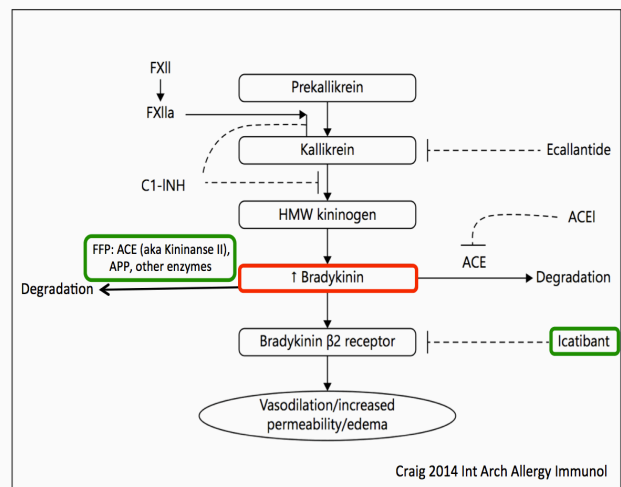 FXII
Prekallikrein
FXIIa
Kallikrein
Ecallantide
C1-INH
HMW kininogen
ACEI
FFP: ACE (aka Kininanse II),
APP, other enzymes
ACE
Degradation
↑ Bradykinin
Degradation
Bradykinin β2 receptor
Icatibant
Vasodilation/increased
permeability/edema
Craig 2014 Int Arch Allergy Immunol